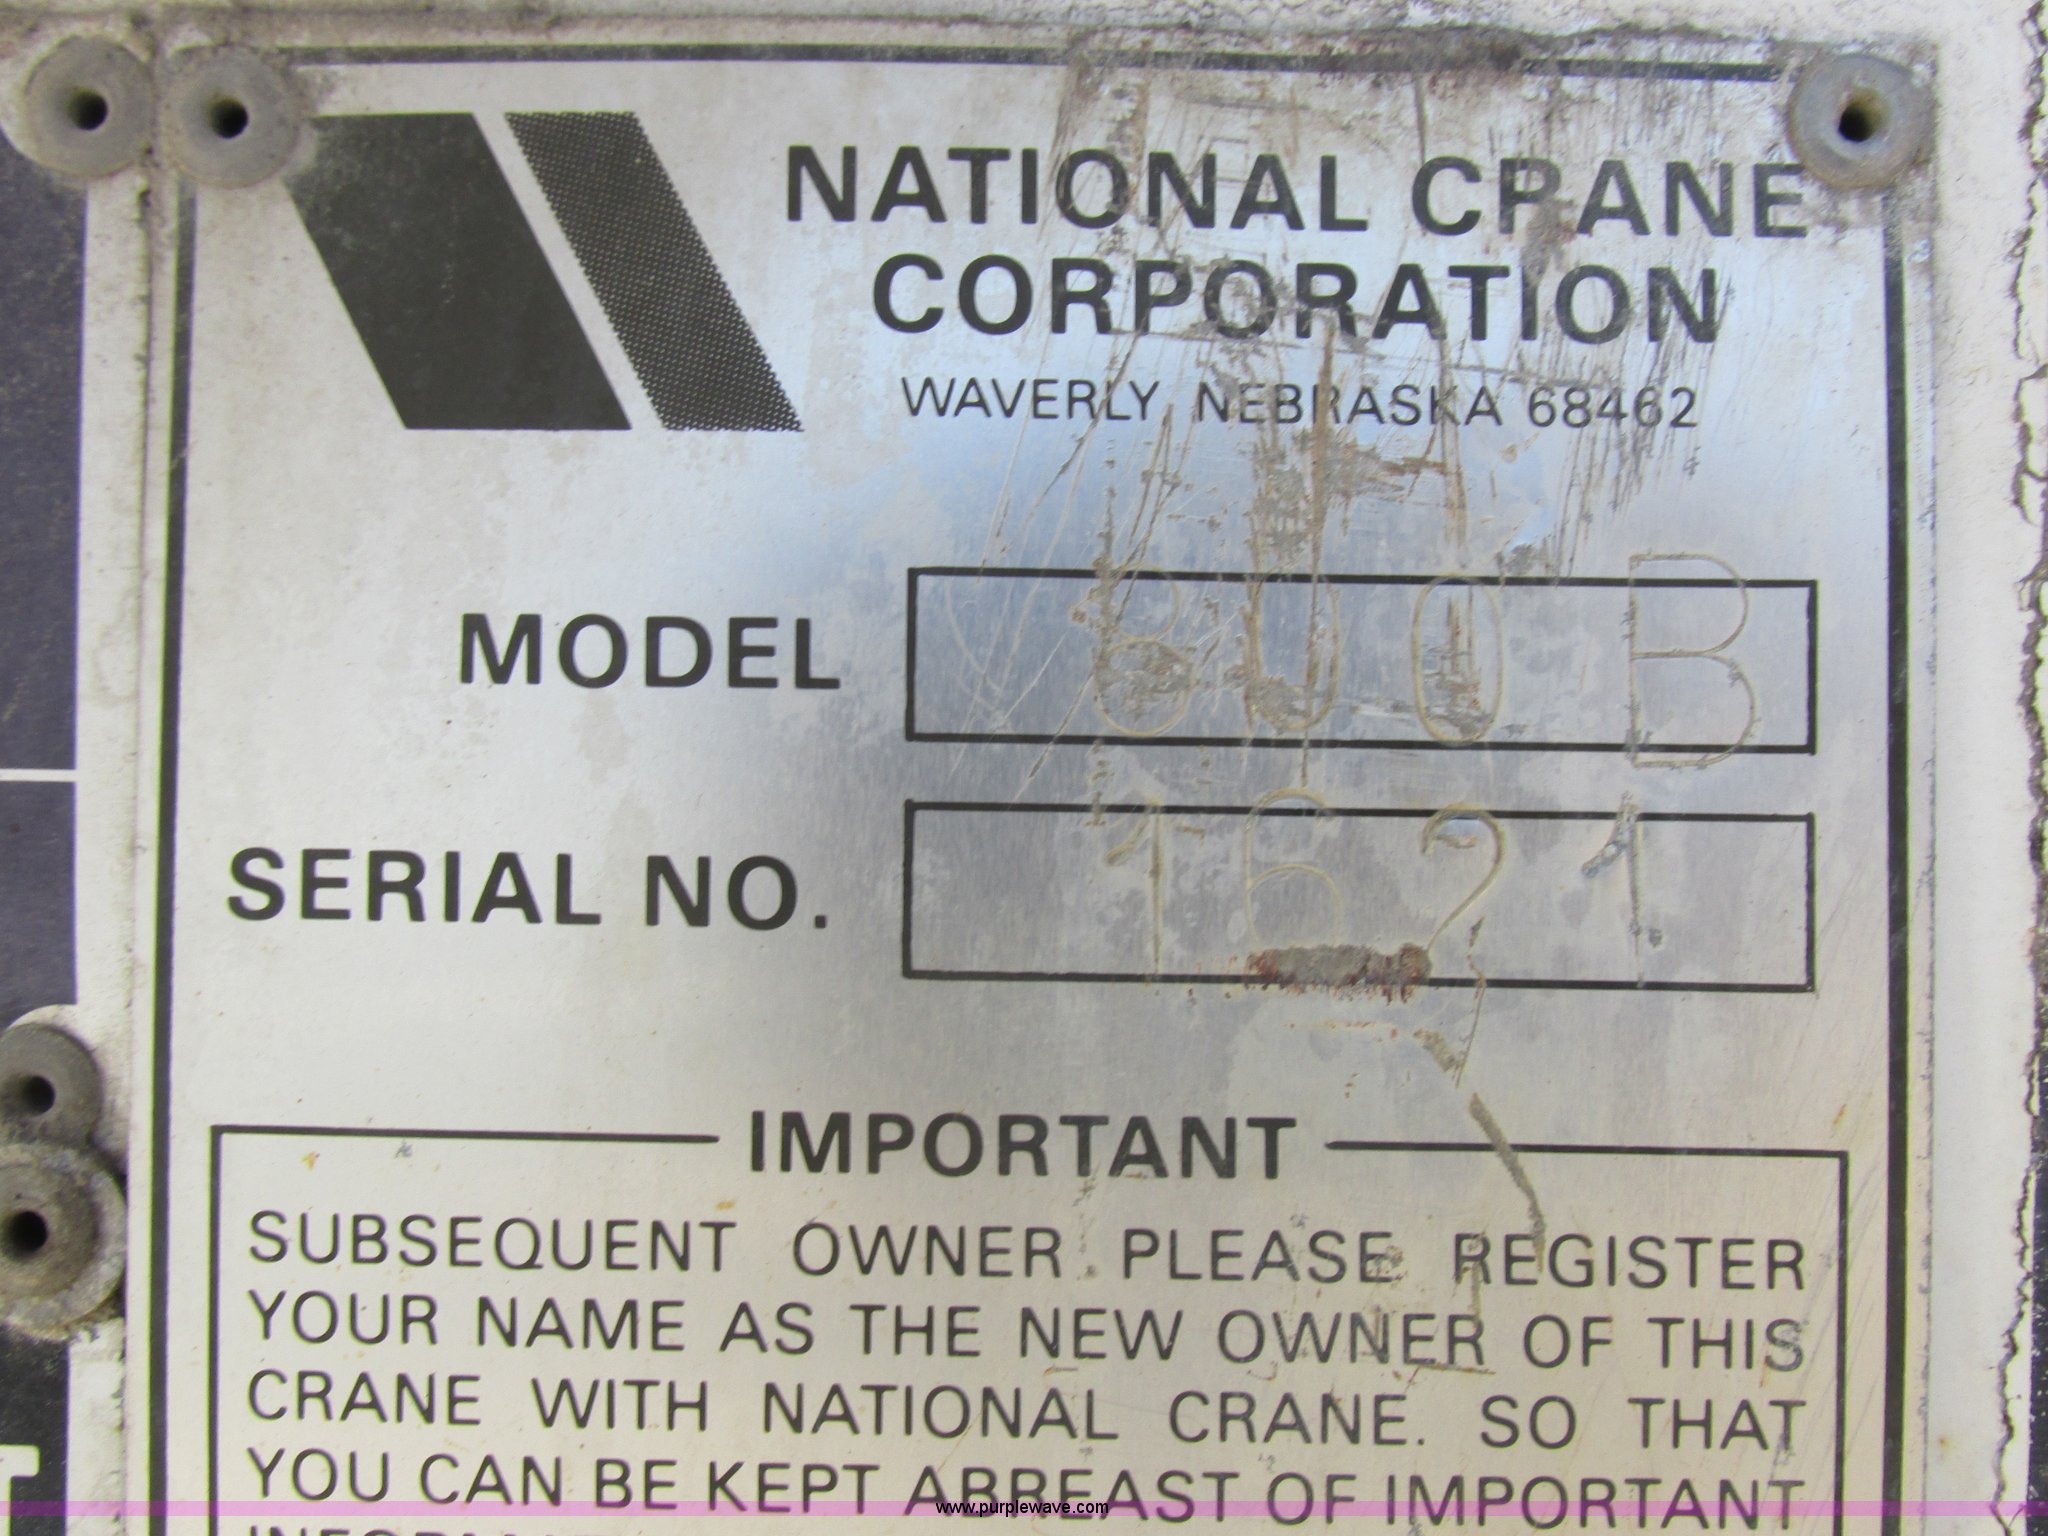 NATIONAL CRANE
CORPORATION
WAVERLY NEBRASKA 68462
MODEL 800B
SERIAL NO. 1621
IMPORTANT
SUBSEQUENT OWNER PLEASE REGISTER
YOUR NAME AS THE NEW OWNER OF THIS
CRANE WITH NATIONAL CRANE. SO THAT
YOU CAN BE KEPT ABREAST OF IMPORTANT
www.purplewave.com